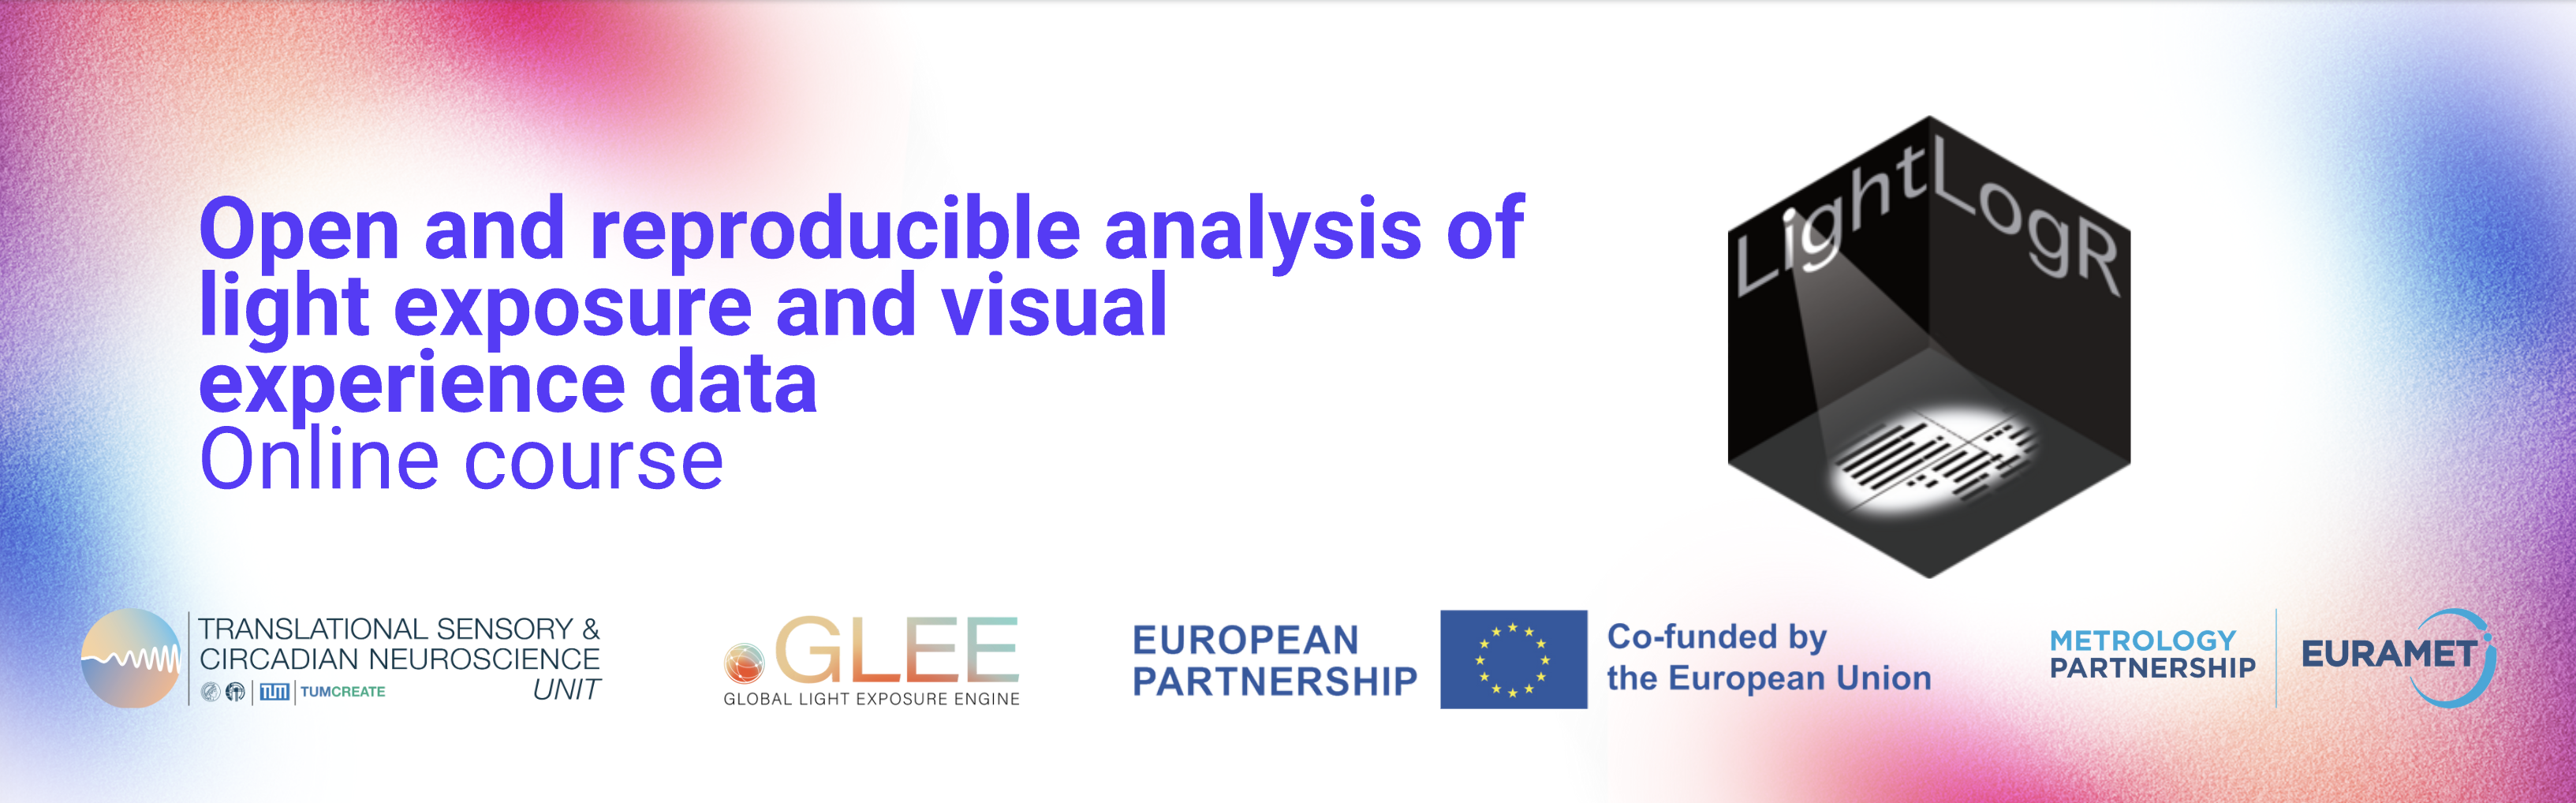 Open and reproducible analysis of
light exposure and visual
experience data
Online course
LightLogR
TRANSLATIONAL SENSORY &
CIRCADIAN NEUROSCIENCE
UNIT
TUM
TUMCREATE
GLEE
GLOBAL LIGHT EXPOSURE ENGINE
EUROPEAN
PARTNERSHIP
Co-funded by
the European Union
METROLOGY
PARTNERSHIP
EURAMET